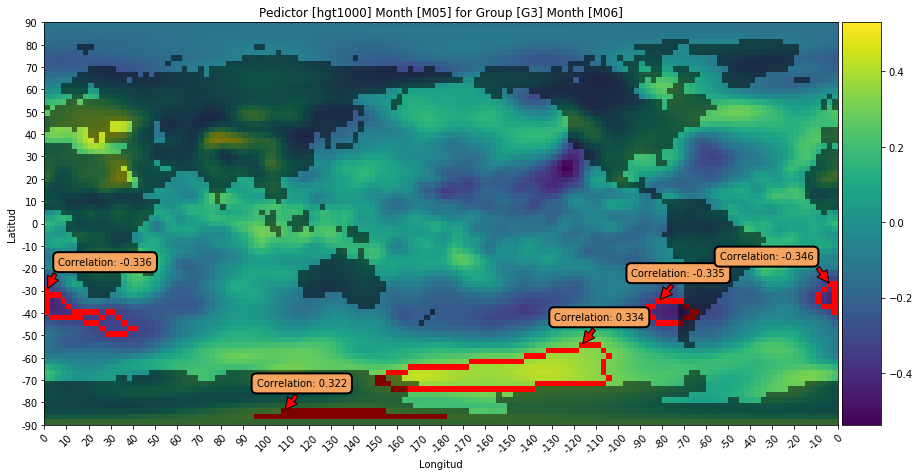 Pedictor [hgt1000] Month [M05] for Group [G3] Month [M06]
90
80
70
60
50
40
30
20
10
0
-10
-20
-30
-40
-50
-60
-70
-80
-90
Latitud
Correlation: -0.336
Correlation: -0.346
Correlation: -0.335
Correlation: 0.334
Correlation: 0.322
0 10 20 30 40 50 60 70 80 90 100 110 120 130 140 150 160 170 -170 -160 -150 -140 -130 -120 -110 -100 -90 -80 -70 -60 -50 -40 -30 -20 -10 0
Longitud
0.4
0.2
0.0
-0.2
-0.4